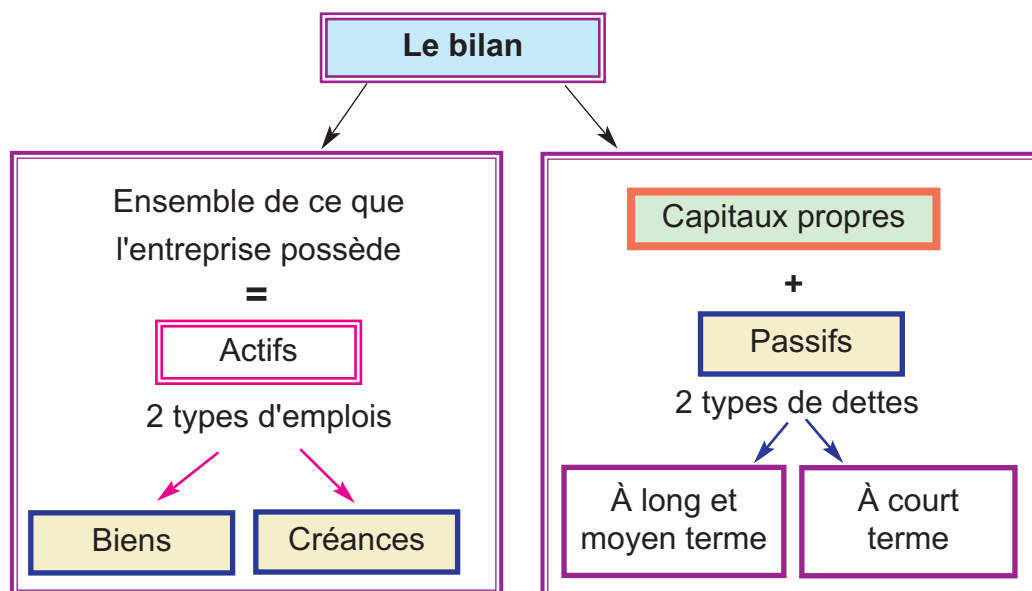 Le bilan
Ensemble de ce que
l'entreprise possède
=
Actifs
2 types d'emplois
Biens
Créances
Capitaux propres
+
Passifs
2 types de dettes
À long et
moyen terme
À court
terme